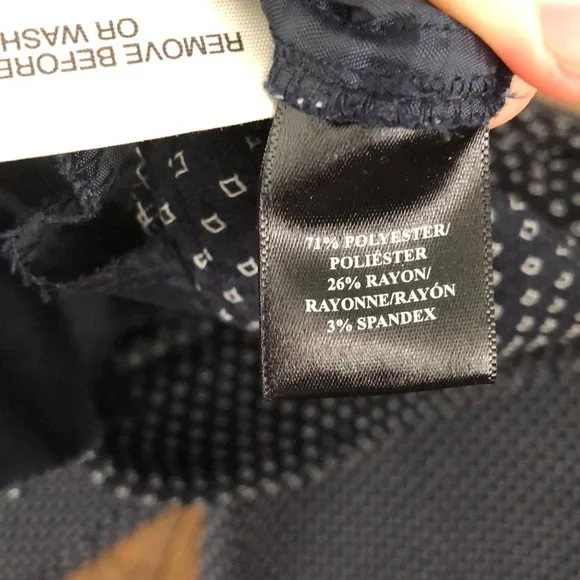 REMOVE BEFORE
OR WASH
71% POLYESTER/
POLIÉSTER
26% RAYON/
RAYONNE/RAYÓN
3% SPANDEX